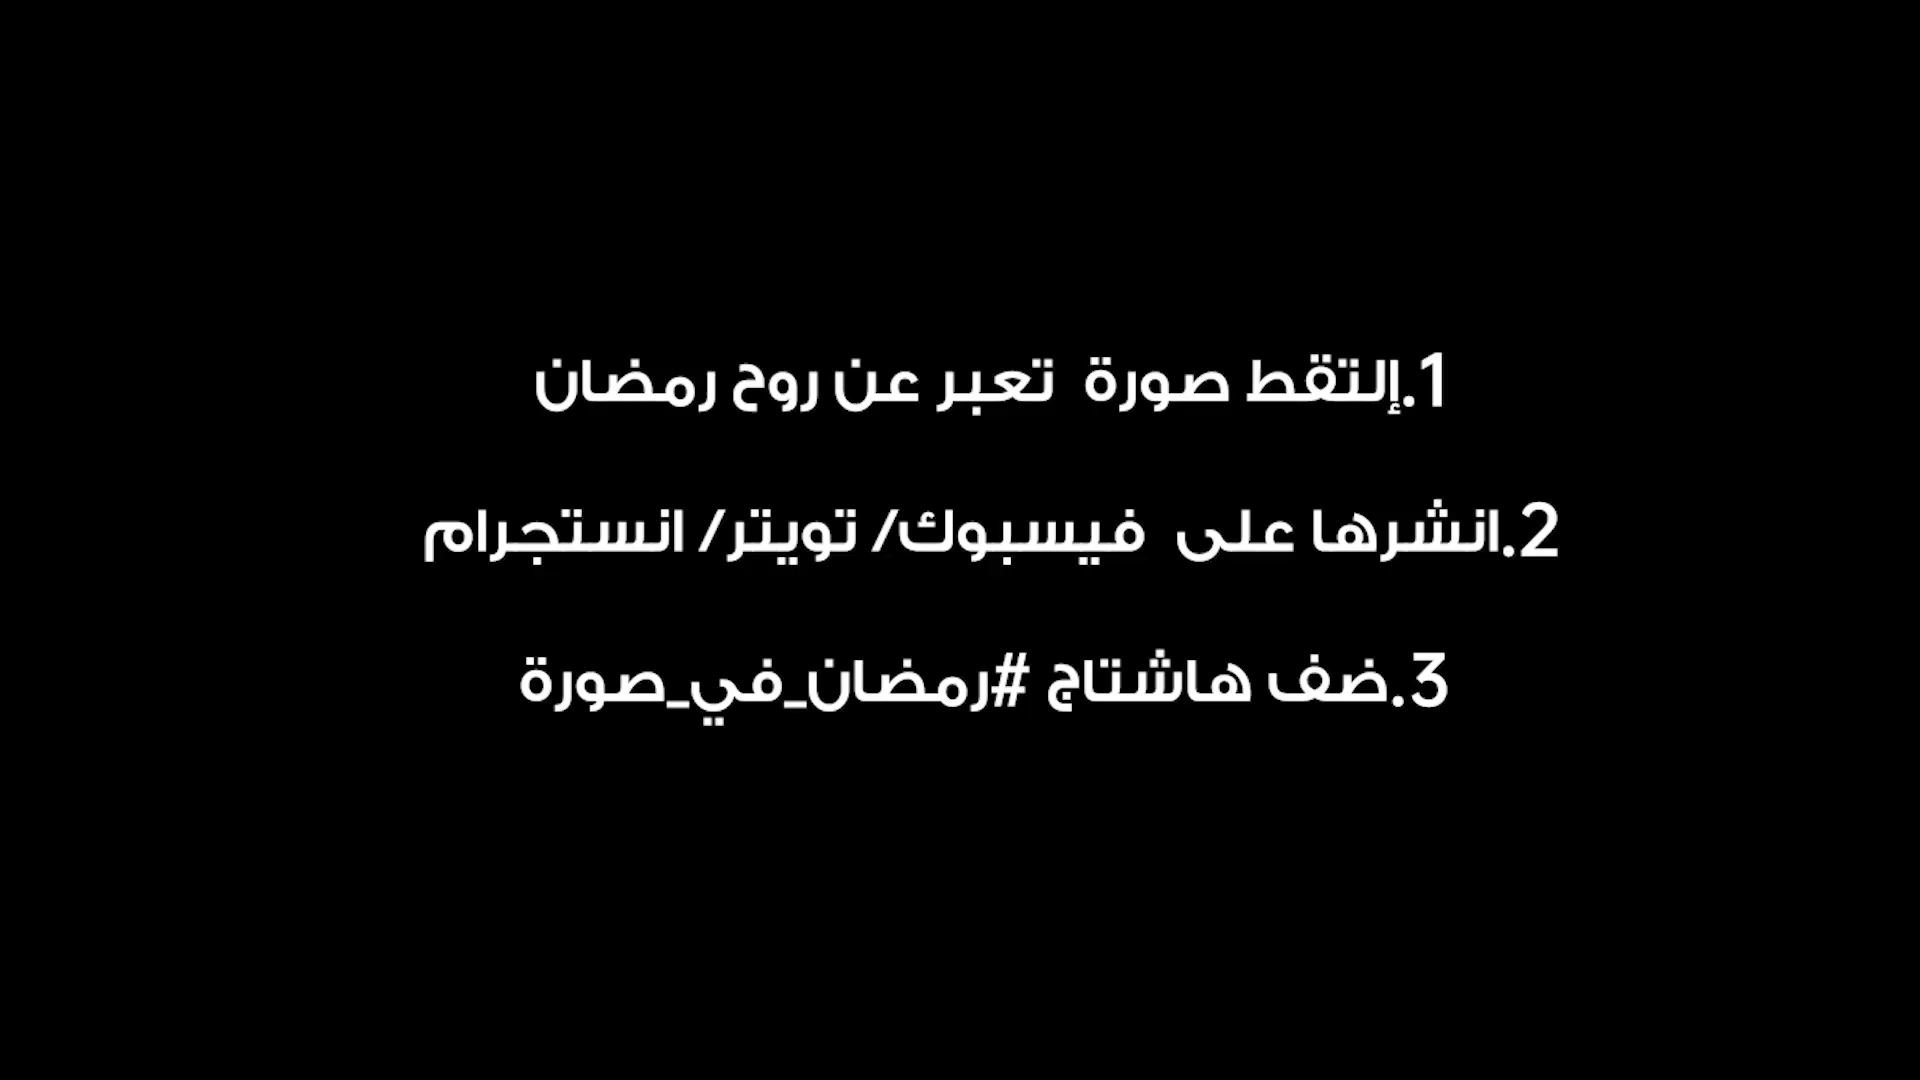 1.إلتقط صورة تعبر عن روح رمضان
2.انشرها على فيسبوك/ تويتر/ انستجرام
3.ضف هاشتاج #رمضان_في_صورة